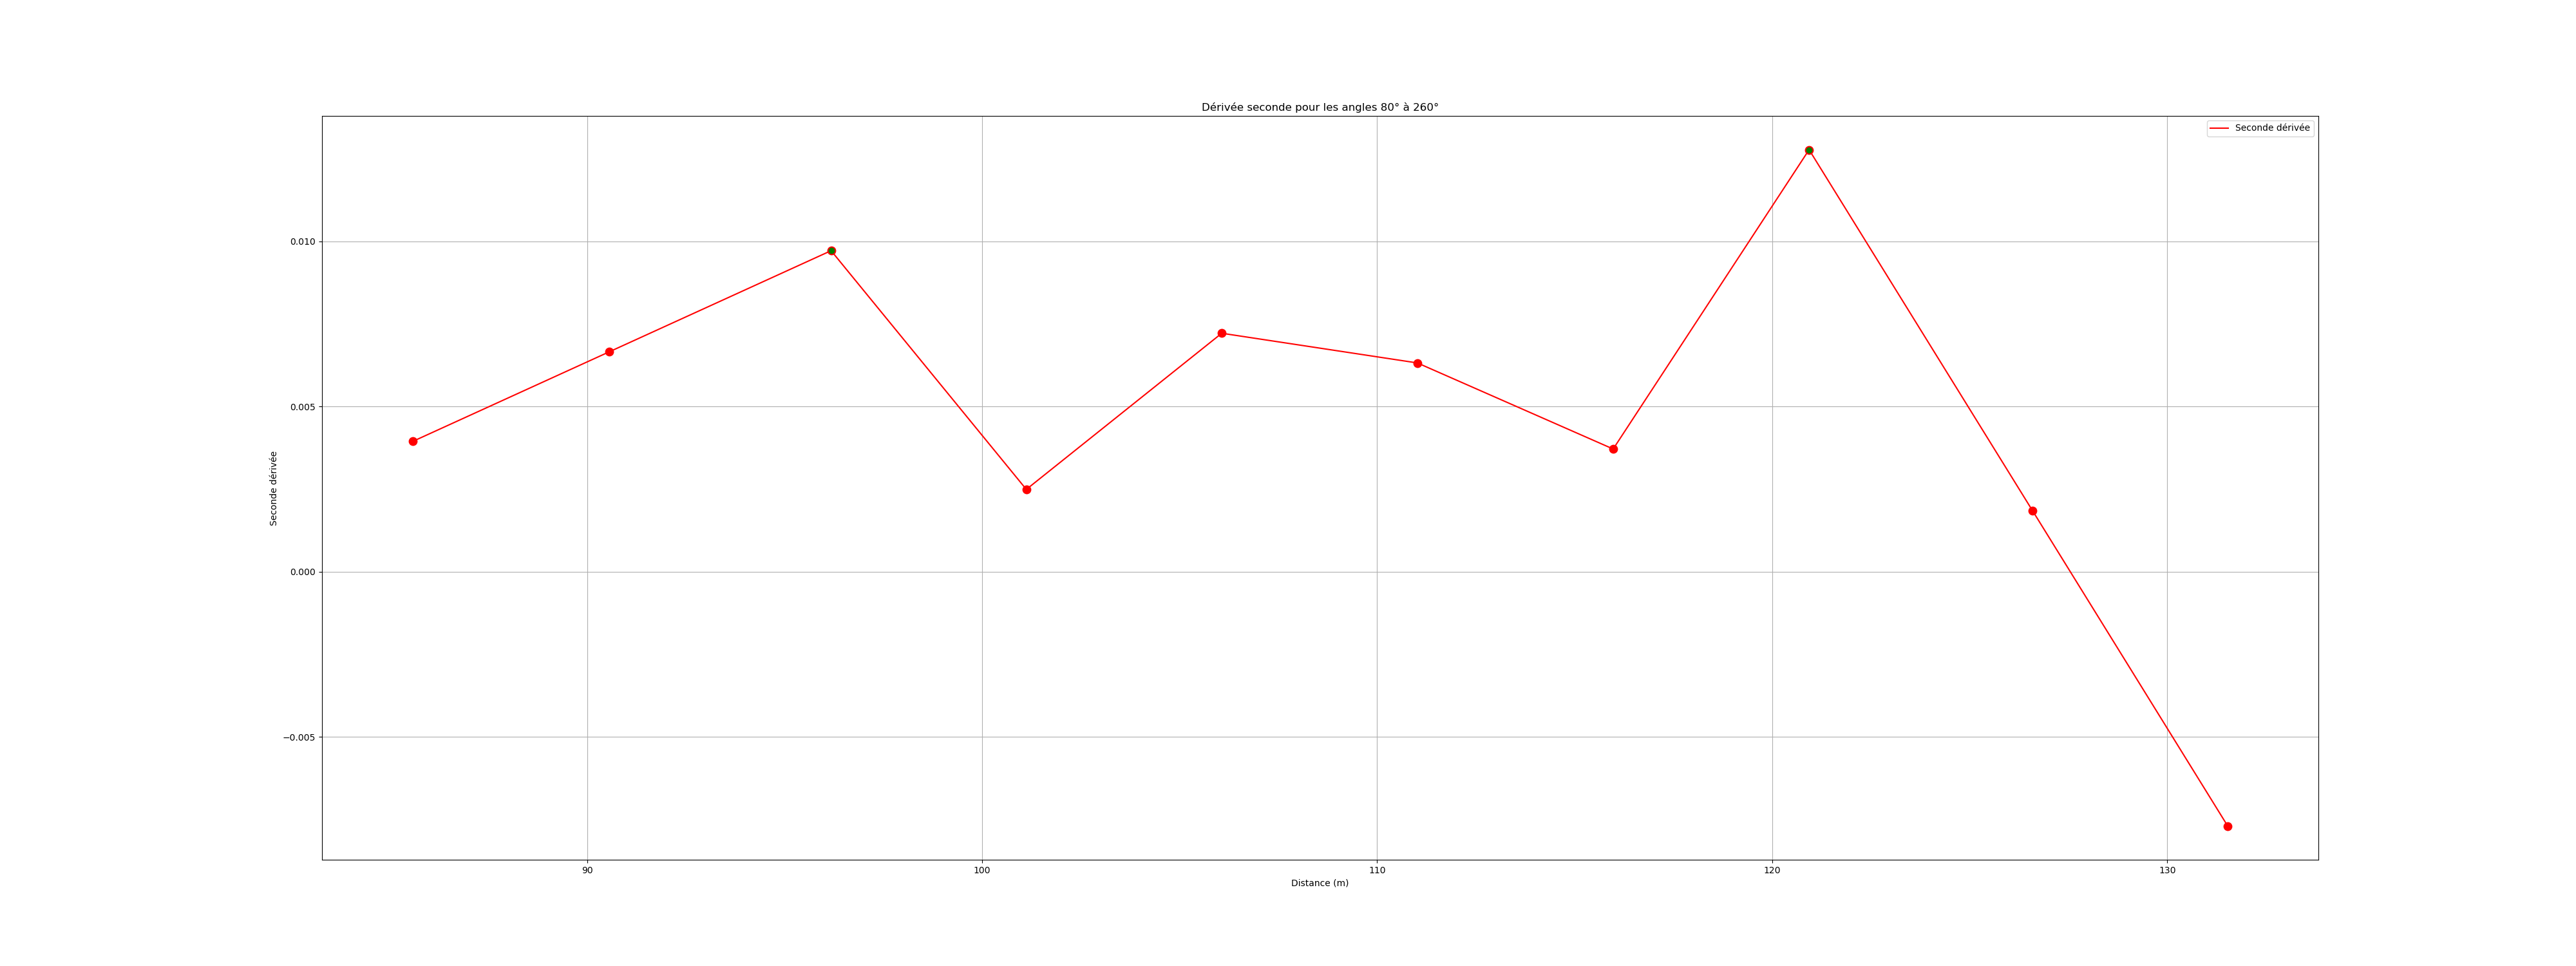 Dérivée seconde pour les angles 80° à 260°
Seconde dérivée
0.010
0.005
0.000
−0.005
Seconde dérivée
90
100
110
120
130
Distance (m)